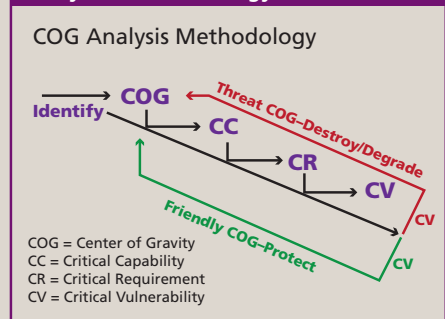 COG Analysis Methodology
Identify
COG
CC
CR
CV
Threat COG–Destroy/Degrade
CV
Friendly COG–Protect
CV
COG = Center of Gravity
CC = Critical Capability
CR = Critical Requirement
CV = Critical Vulnerability